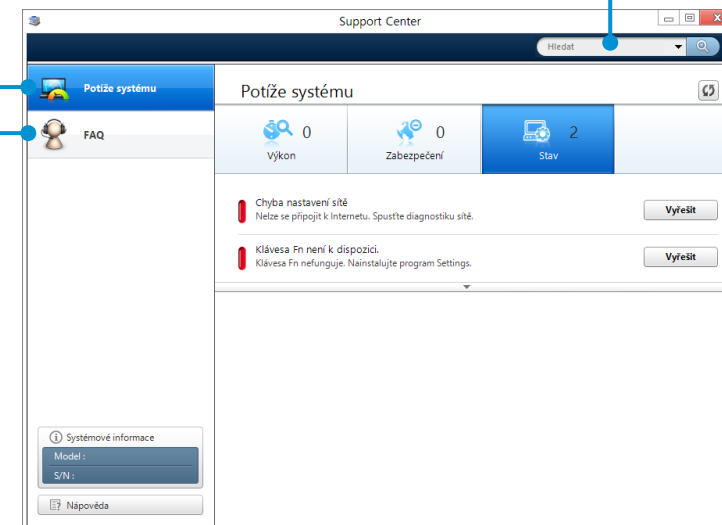 Support Center
Hledat
Potíže systému
FAQ
Potíže systému
0
Výkon
0
Zabezpečení
2
Stav
Chyba nastavení sítě
Nelze se připojit k Internetu. Spusťte diagnostiku sítě.
Vyřešit
Klávesa Fn není k dispozici.
Klávesa Fn nefunguje. Nainstalujte program Settings.
Vyřešit
Systémové informace
Model :
S/N :
Nápověda